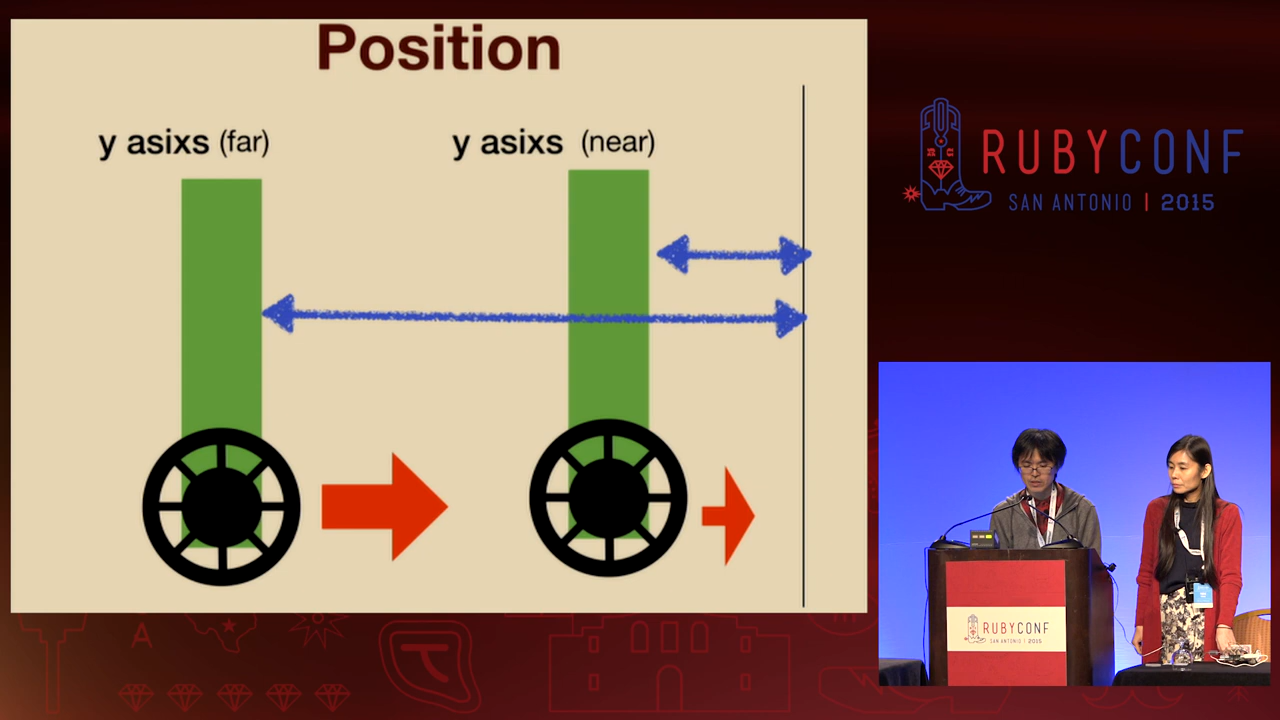 Position
y asixs (far)
y asixs (near)
RUBYCONF
SAN ANTONIO | 2015
RUBYCONF
SAN ANTONIO | 2015
A